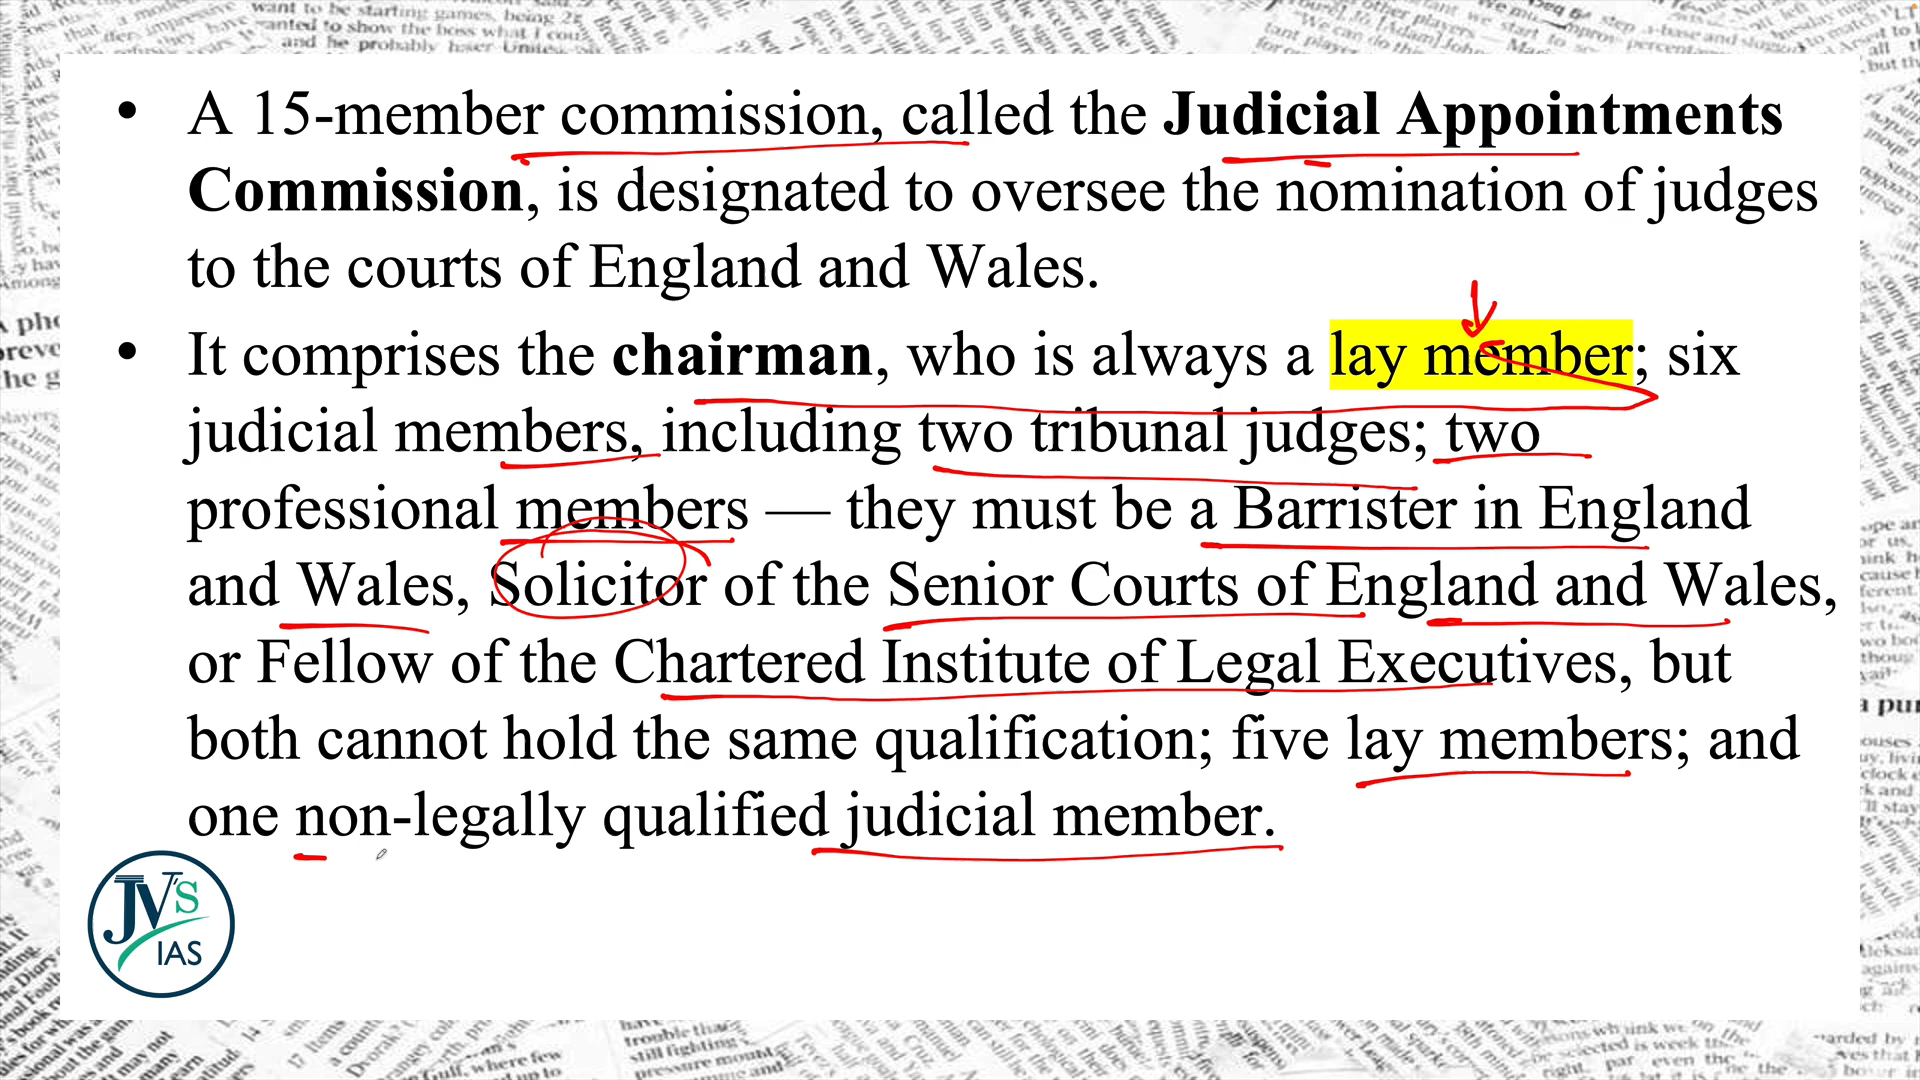 • A 15-member commission, called the Judicial Appointments
Commission, is designated to oversee the nomination of judges
to the courts of England and Wales.
• It comprises the chairman, who is always a lay member; six
judicial members, including two tribunal judges; two
professional members — they must be a Barrister in England
and Wales, Solicitor of the Senior Courts of England and Wales,
or Fellow of the Chartered Institute of Legal Executives, but
both cannot hold the same qualification; five lay members; and
one non-legally qualified judicial member.
JV's
IAS